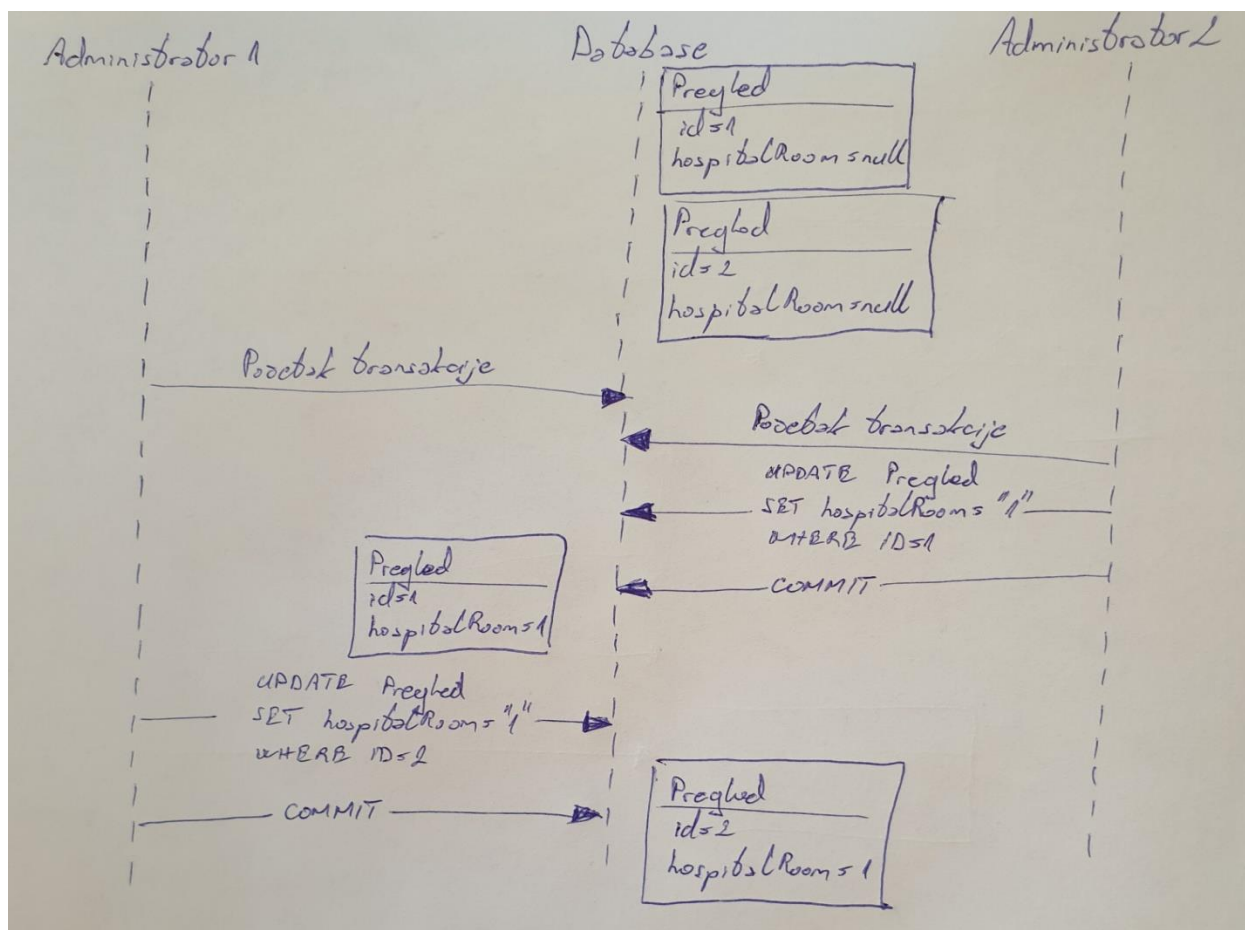 Administrator 1
Database
Administrator 2
Pregled
id=1
hospitalRoom=null
Pregled
id=2
hospitalRoom=null
Početak transakcije
Početak transakcije
UPDATE Pregled
SET hospitalRoom= "1"
WHERE ID=1
COMMIT
Pregled
id=1
hospitalRoom=1
UPDATE Pregled
SET hospitalRoom= "1"
WHERE ID=2
COMMIT
Pregled
id=2
hospitalRoom=1